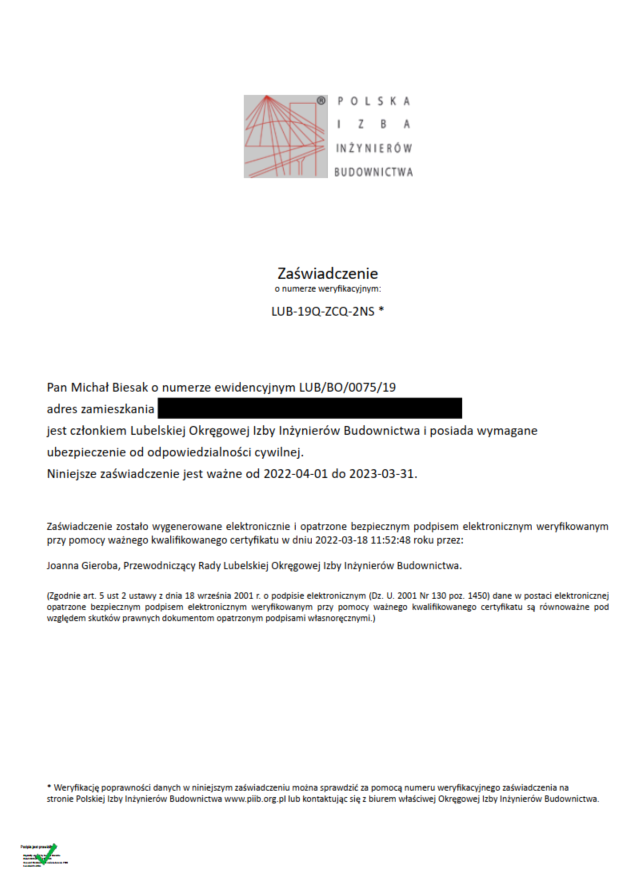 ®
POLSKA
IZBA
INŻYNIERÓW
BUDOWNICTWA
Zaświadczenie
o numerze weryfikacyjnym:
LUB-19Q-ZCQ-2NS *
Pan Michał Biesak o numerze ewidencyjnym LUB/BO/0075/19
adres zamieszkania
jest członkiem Lubelskiej Okręgowej Izby Inżynierów Budownictwa i posiada wymagane
ubezpieczenie od odpowiedzialności cywilnej.
Niniejsze zaświadczenie jest ważne od 2022-04-01 do 2023-03-31.
Zaświadczenie zostało wygenerowane elektronicznie i opatrzone bezpiecznym podpisem elektronicznym weryfikowanym
przy pomocy ważnego kwalifikowanego certyfikatu w dniu 2022-03-18 11:52:48 roku przez:
Joanna Gieroba, Przewodniczący Rady Lubelskiej Okręgowej Izby Inżynierów Budownictwa.
(Zgodnie art. 5 ust 2 ustawy z dnia 18 września 2001 r. o podpisie elektronicznym (Dz. U. 2001 Nr 130 poz. 1450) dane w postaci elektronicznej
opatrzone bezpiecznym podpisem elektronicznym weryfikowanym przy pomocy ważnego kwalifikowanego certyfikatu są równoważne pod
względem skutków prawnych dokumentom opatrzonym podpisami własnoręcznymi.)
* Weryfikację poprawności danych w niniejszym zaświadczeniu można sprawdzić za pomocą numeru weryfikacyjnego zaświadczenia na
stronie Polskiej Izby Inżynierów Budownictwa www.piib.org.pl lub kontaktując się z biurem właściwej Okręgowej Izby Inżynierów Budownictwa.